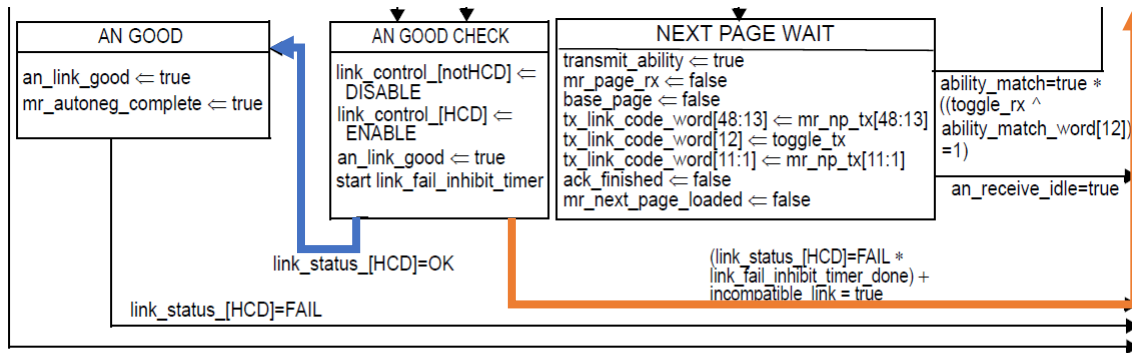 AN GOOD
an_link_good ⇐ true
mr_autoneg_complete ⇐ true
AN GOOD CHECK
link_control_[notHCD] ⇐
DISABLE
link_control_[HCD] ⇐
ENABLE
an_link_good ⇐ true
start link_fail_inhibit_timer
NEXT PAGE WAIT
transmit_ability ⇐ true
mr_page_rx ⇐ false
base_page ⇐ false
tx_link_code_word[48:13] ⇐ mr_np_tx[48:13]
tx_link_code_word[12] ⇐ toggle_tx
tx_link_code_word[11:1] ⇐ mr_np_tx[11:1]
ack_finished ⇐ false
mr_next_page_loaded ⇐ false
ability_match=true ∗
((toggle_rx ^
ability_match_word[12])
=1)
an_receive_idle=true
link_status_[HCD]=OK
(link_status_[HCD]=FAIL ∗
link_fail_inhibit_timer_done) +
incompatible_link = true
link_status_[HCD]=FAIL